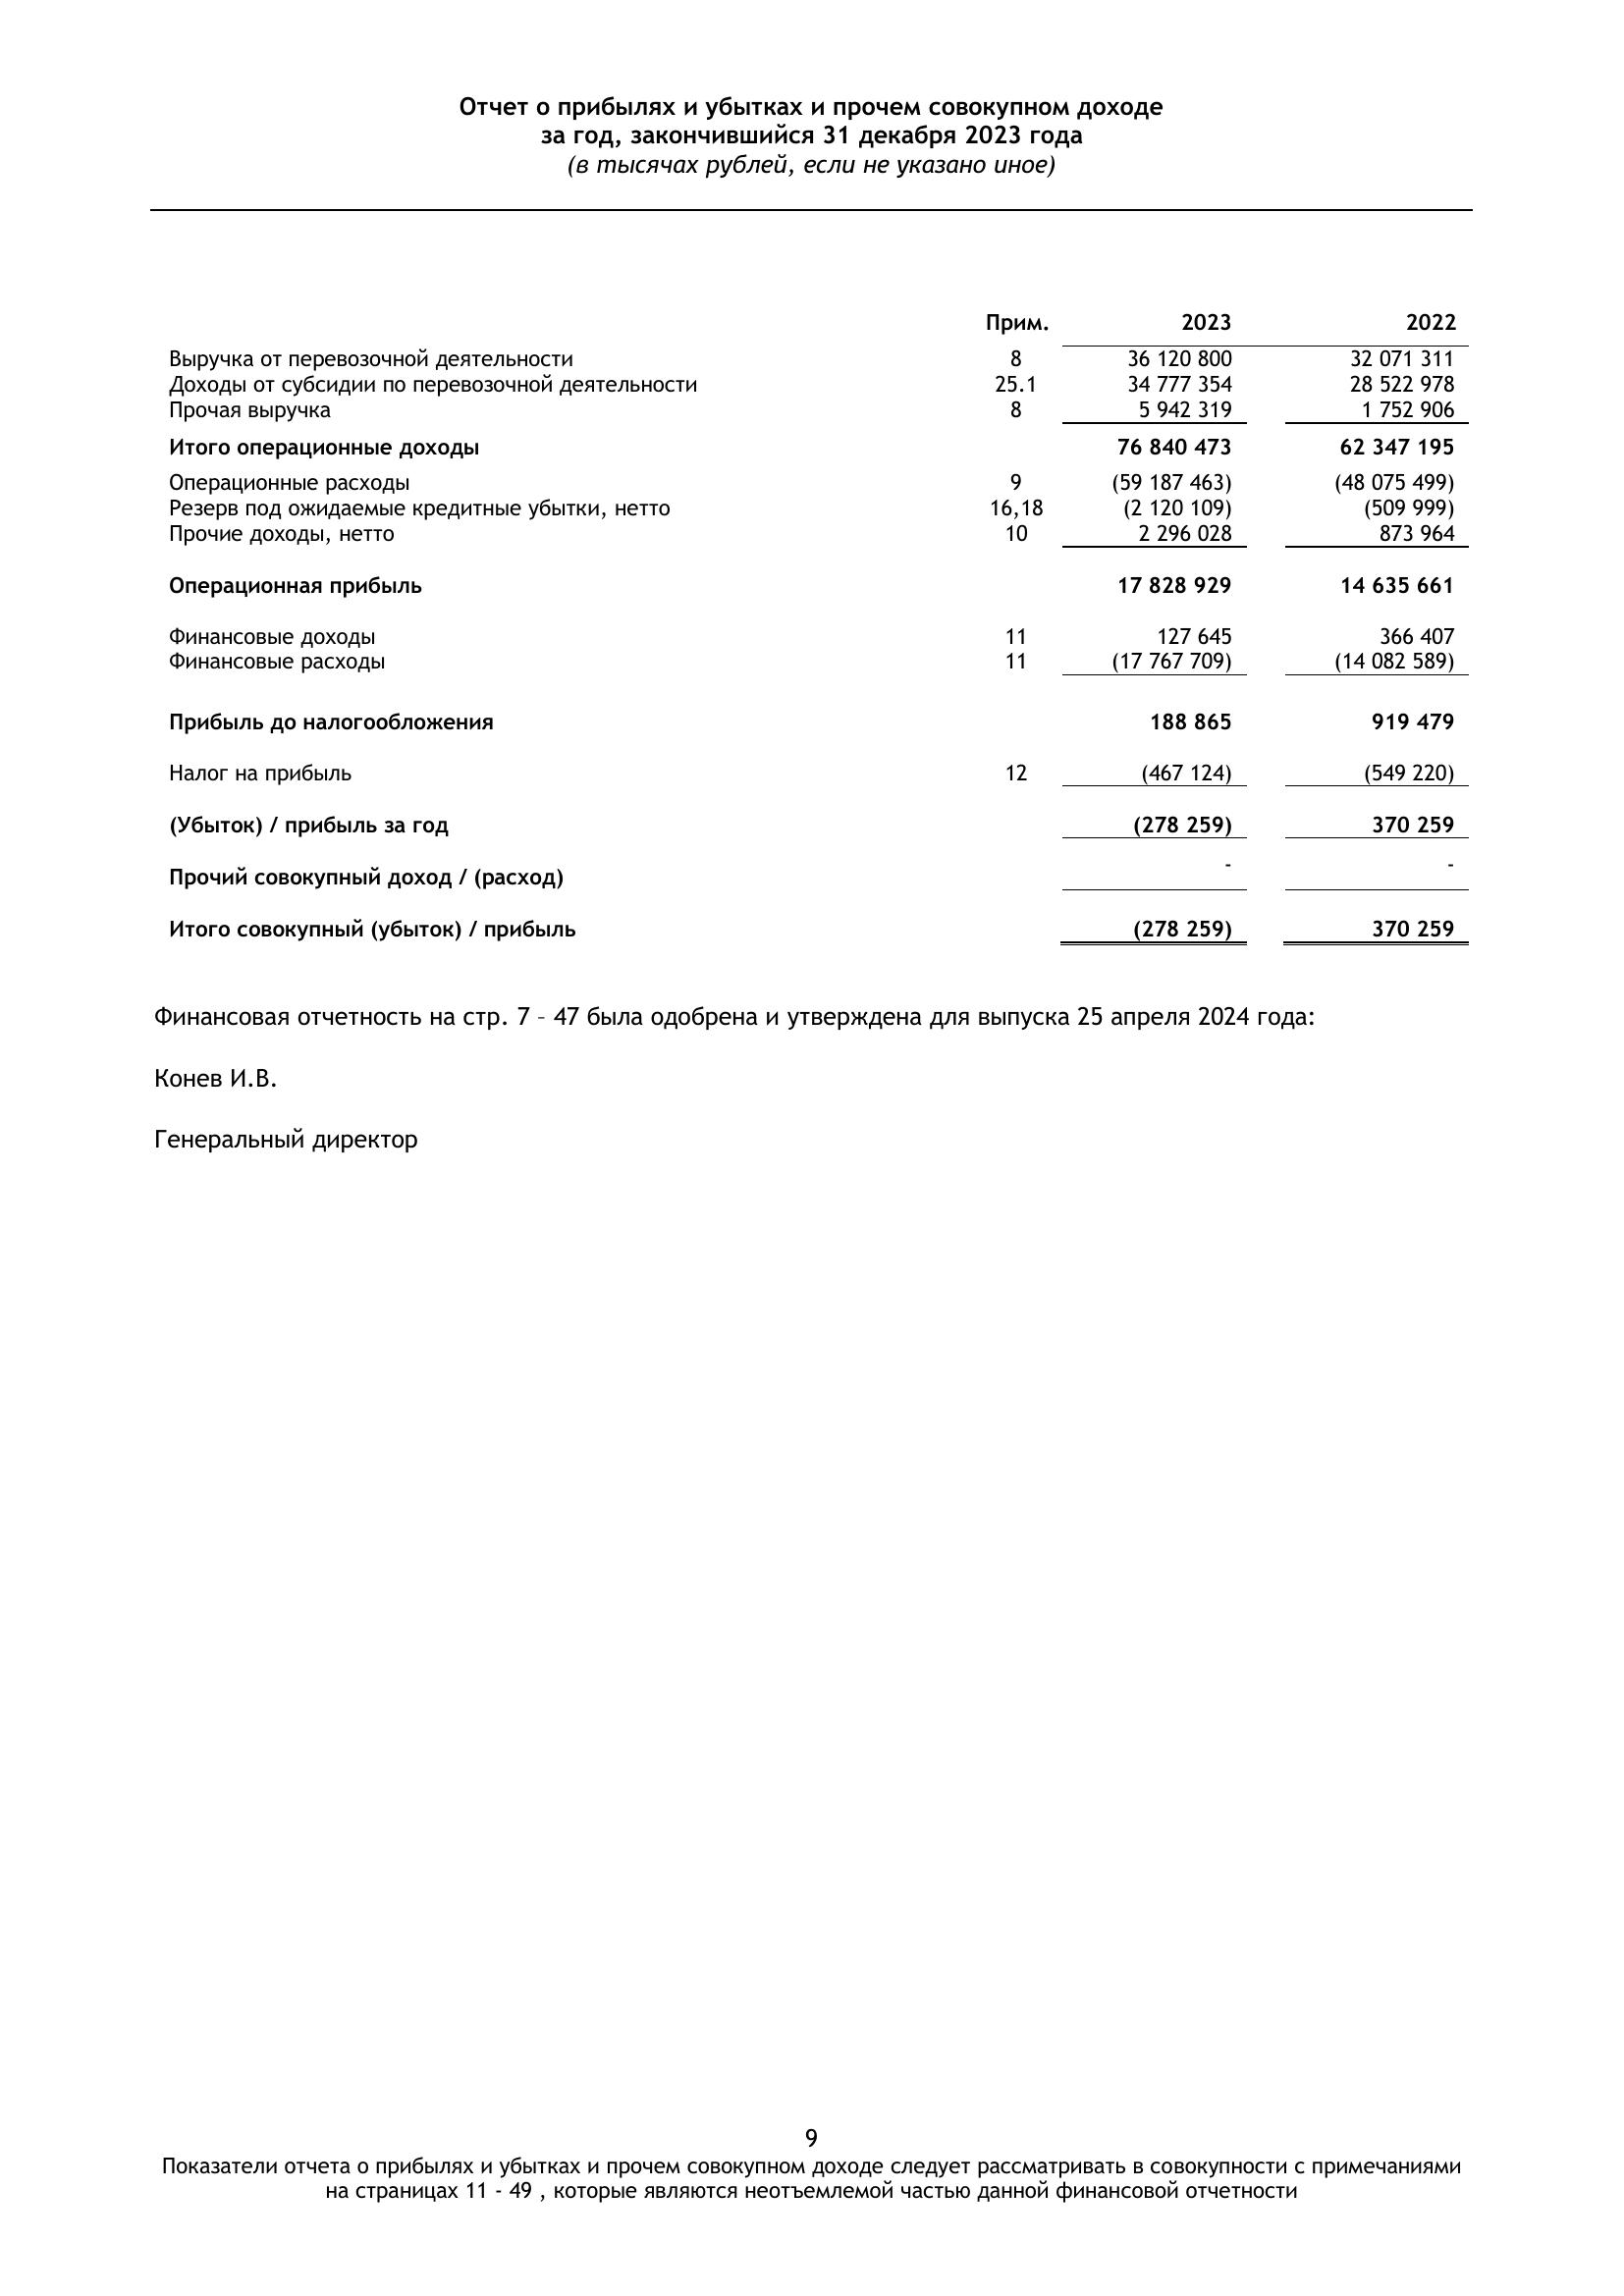 Отчет о прибылях и убытках и прочем совокупном доходе
за год, закончившийся 31 декабря 2023 года
(в тысячах рублей, если не указано иное)
Прим. 2023 2022
Выручка от перевозочной деятельности 8 36 120 800 32 071 311
Доходы от субсидии по перевозочной деятельности 25.1 34 777 354 28 522 978
Прочая выручка 8 5 942 319 1 752 906
Итого операционные доходы 76 840 473 62 347 195
Операционные расходы 9 (59 187 463) (48 075 499)
Резерв под ожидаемые кредитные убытки, нетто 16,18 (2 120 109) (509 999)
Прочие доходы, нетто 10 2 296 028 873 964
Операционная прибыль 17 828 929 14 635 661
Финансовые доходы 11 127 645 366 407
Финансовые расходы 11 (17 767 709) (14 082 589)
Прибыль до налогообложения 188 865 919 479
Налог на прибыль 12 (467 124) (549 220)
(Убыток) / прибыль за год (278 259) 370 259
Прочий совокупный доход / (расход) - -
Итого совокупный (убыток) / прибыль (278 259) 370 259
Финансовая отчетность на стр. 7 – 47 была одобрена и утверждена для выпуска 25 апреля 2024 года:
Конев И.В.
Генеральный директор
9
Показатели отчета о прибылях и убытках и прочем совокупном доходе следует рассматривать в совокупности с примечаниями
на страницах 11 - 49 , которые являются неотъемлемой частью данной финансовой отчетности